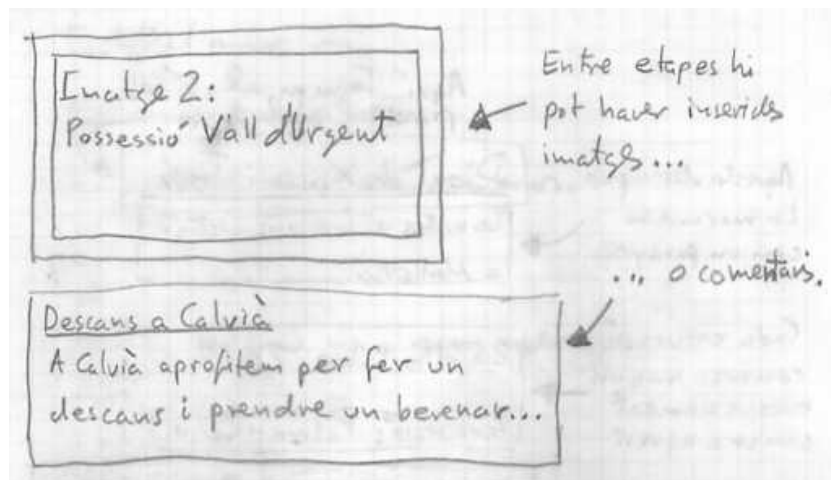 Imatge 2:
Possessió Vall d'Urgent
Entre etapes hi
pot haver inserides
imatges...
... o comentaris.
Descans a Calvià
A Calvià aprofitem per fer un
descans i prendre un berenar...